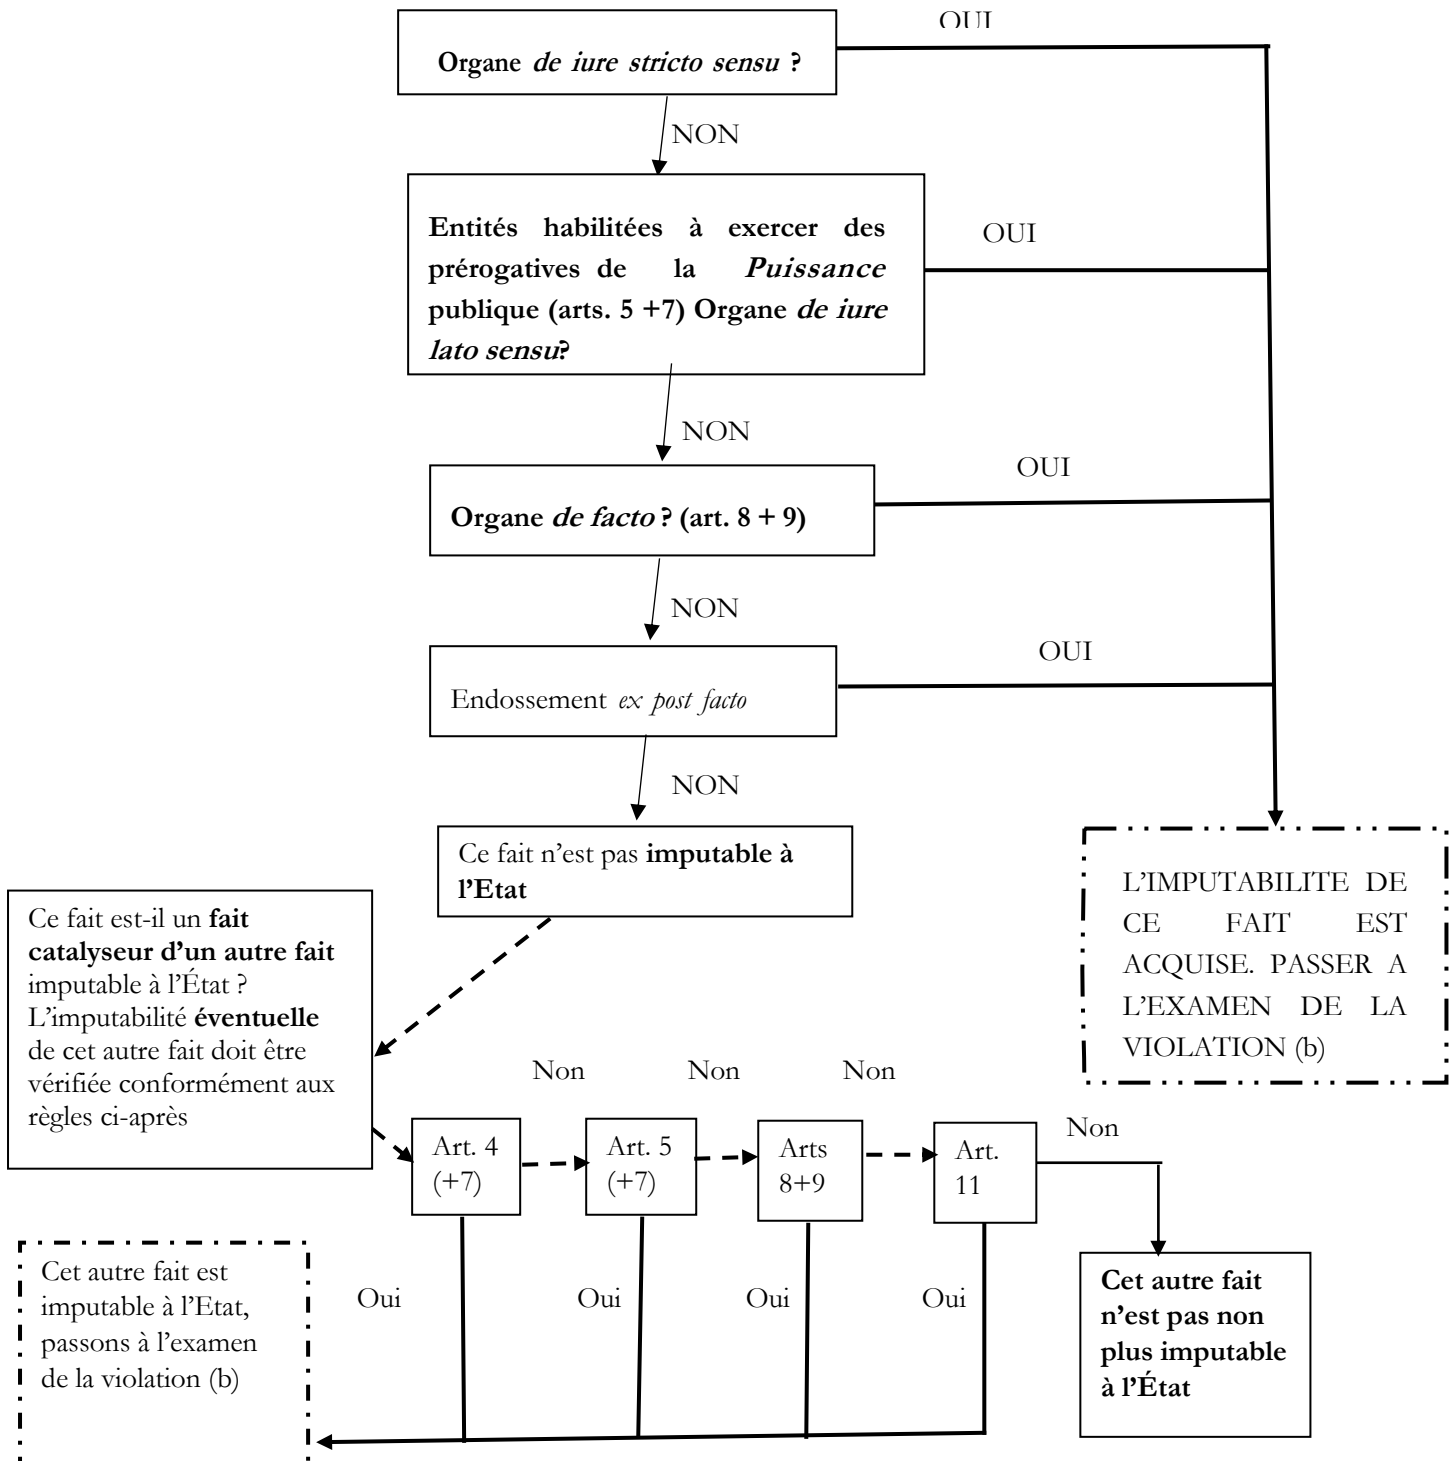 OUI
Organe de iure stricto sensu ?
NON
Entités habilitées à exercer des
prérogatives de la Puissance
publique (arts. 5 +7) Organe de iure
lato sensu?
OUI
NON
OUI
Organe de facto ? (art. 8 + 9)
NON
OUI
Endossement ex post facto
NON
Ce fait n’est pas imputable à
l’Etat
L’IMPUTABILITE DE
CE FAIT EST
ACQUISE. PASSER A
L’EXAMEN DE LA
VIOLATION (b)
Ce fait est-il un fait
catalyseur d’un autre fait
imputable à l’État ?
L’imputabilité éventuelle
de cet autre fait doit être
vérifiée conformément aux
règles ci-après
Non
Non
Non
Non
Art. 4
(+7)
Art. 5
(+7)
Arts
8+9
Art.
11
Cet autre fait est
imputable à l’Etat,
passons à l’examen
de la violation (b)
Oui
Oui
Oui
Oui
Cet autre fait
n’est pas non
plus imputable
à l’État